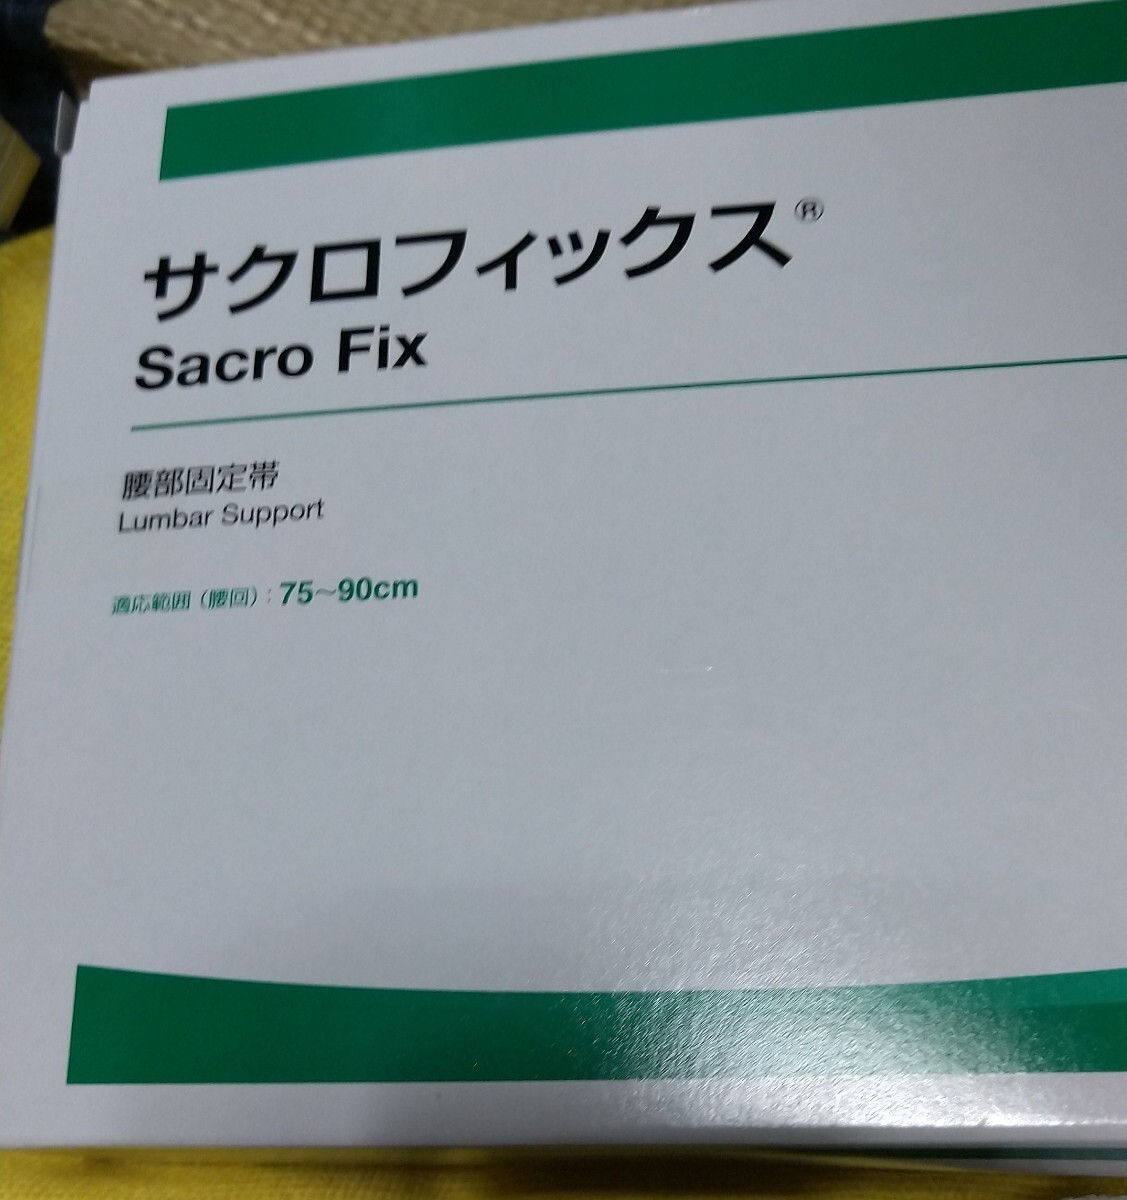 サクロフィックス®
Sacro Fix
腰部固定帯
Lumbar Support
適応範囲（腰回）: 75~90cm